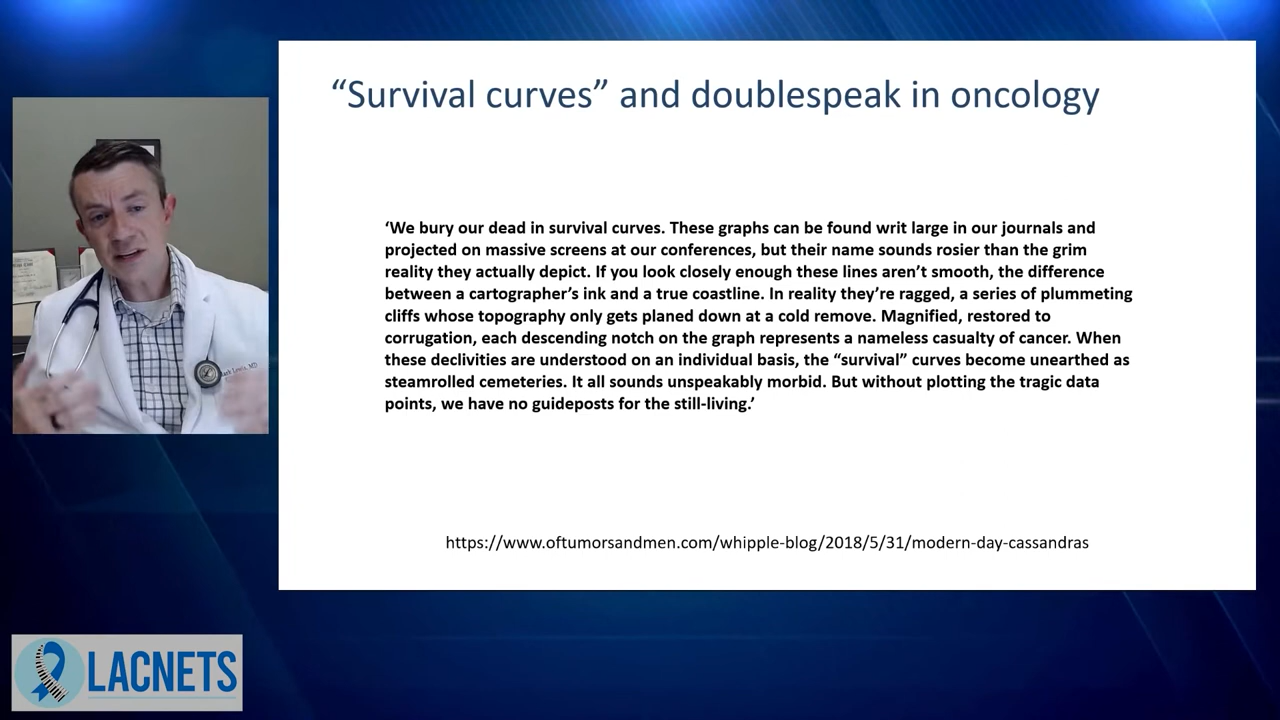 “Survival curves” and doublespeak in oncology
‘We bury our dead in survival curves. These graphs can be found writ large in our journals and
projected on massive screens at our conferences, but their name sounds rosier than the grim
reality they actually depict. If you look closely enough these lines aren’t smooth, the difference
between a cartographer’s ink and a true coastline. In reality they’re ragged, a series of plummeting
cliffs whose topography only gets planed down at a cold remove. Magnified, restored to
corrugation, each descending notch on the graph represents a nameless casualty of cancer. When
these declivities are understood on an individual basis, the “survival” curves become unearthed as
steamrolled cemeteries. It all sounds unspeakably morbid. But without plotting the tragic data
points, we have no guideposts for the still-living.’
https://www.oftumorsandmen.com/whipple-blog/2018/5/31/modern-day-cassandras
Lewis, MD
LACNETS